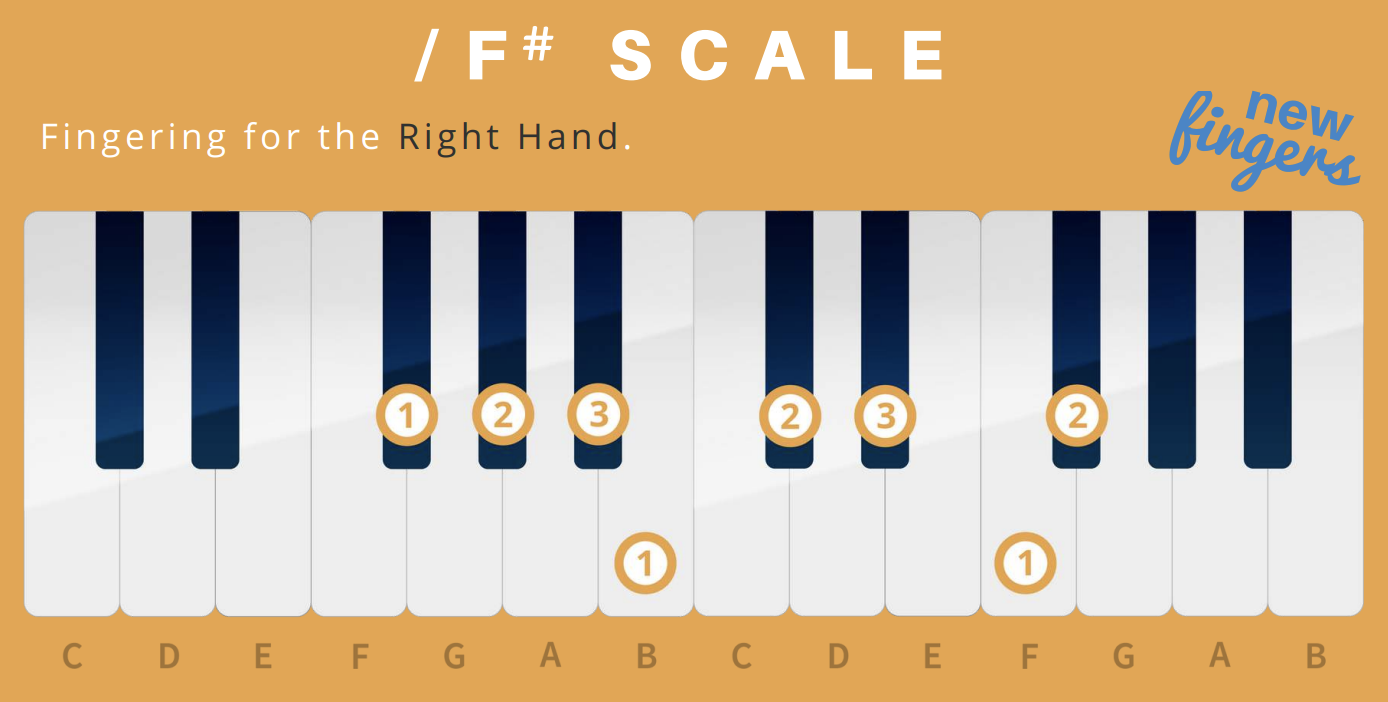 /F# SCALE
new
Fingering for the Right Hand.
fingers
1 2 3 2 3 2
1 1
C D E F G A B C D E F G A B